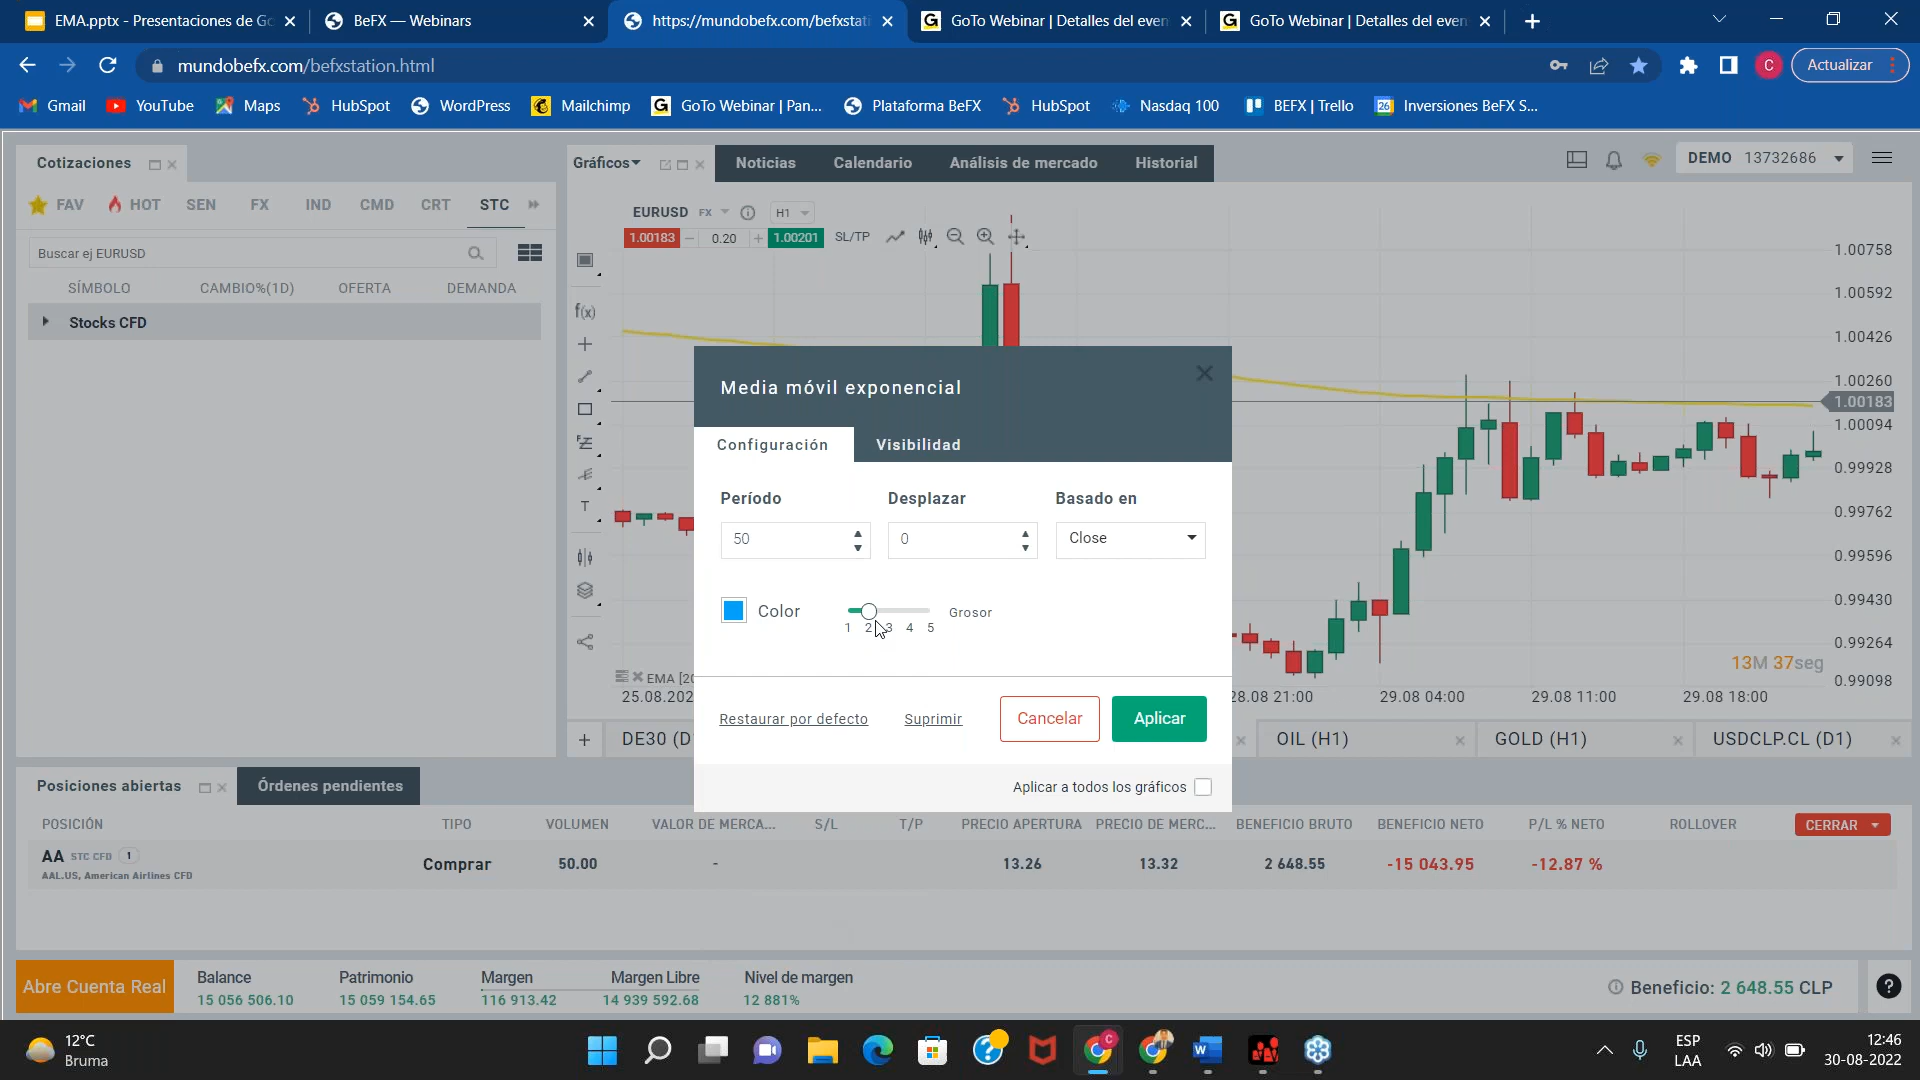 EMA.pptx - Presentaciones de Go
BeFX — Webinars
https://mundobefx.com/befxstati
GoTo Webinar | Detalles del even
GoTo Webinar | Detalles del even
mundobefx.com/befxstation.html
C
Actualizar
Gmail
YouTube
Maps
HubSpot
WordPress
Mailchimp
GoTo Webinar | Pan...
Plataforma BeFX
HubSpot
Nasdaq 100
BEFX | Trello
26
Inversiones BeFX S...
Cotizaciones
Gráficos
Noticias
Calendario
Análisis de mercado
Historial
DEMO 13732686
FAV HOT SEN FX IND CMD CRT STC
Buscar ej EURUSD
SÍMBOLO CAMBIO%(1D) OFERTA DEMANDA
Stocks CFD
EURUSD FX H1
1.00183 0.20 1.00201 SL/TP
f(x)
T
1.00758
1.00592
1.00426
1.00260
1.00183
1.00094
0.99928
0.99762
0.99596
0.99430
0.99264
0.99098
13M 37seg
Media móvil exponencial
Configuración Visibilidad
Período Desplazar Basado en
50 0 Close
Color Grosor
1 2 3 4 5
Restaurar por defecto Suprimir Cancelar Aplicar
Aplicar a todos los gráficos
EMA [20
25.08.202 28.08 21:00 29.08 04:00 29.08 11:00 29.08 18:00
DE30 (D OIL (H1) GOLD (H1) USDCLP.CL (D1)
Posiciones abiertas Órdenes pendientes
POSICIÓN TIPO VOLUMEN VALOR DE MERCA... S/L T/P PRECIO APERTURA PRECIO DE MERC... BENEFICIO BRUTO BENEFICIO NETO P/L % NETO ROLLOVER CERRAR
AA STC CFD 1 Comprar 50.00 - 13.26 13.32 2 648.55 -15 043.95 -12.87 %
AAL.US, American Airlines CFD
Abre Cuenta Real
Balance Patrimonio Margen Margen Libre Nivel de margen
15 056 506.10 15 059 154.65 116 913.42 14 939 592.68 12 881%
Beneficio: 2 648.55 CLP
12°C
Bruma
ESP
LAA
12:46
30-08-2022